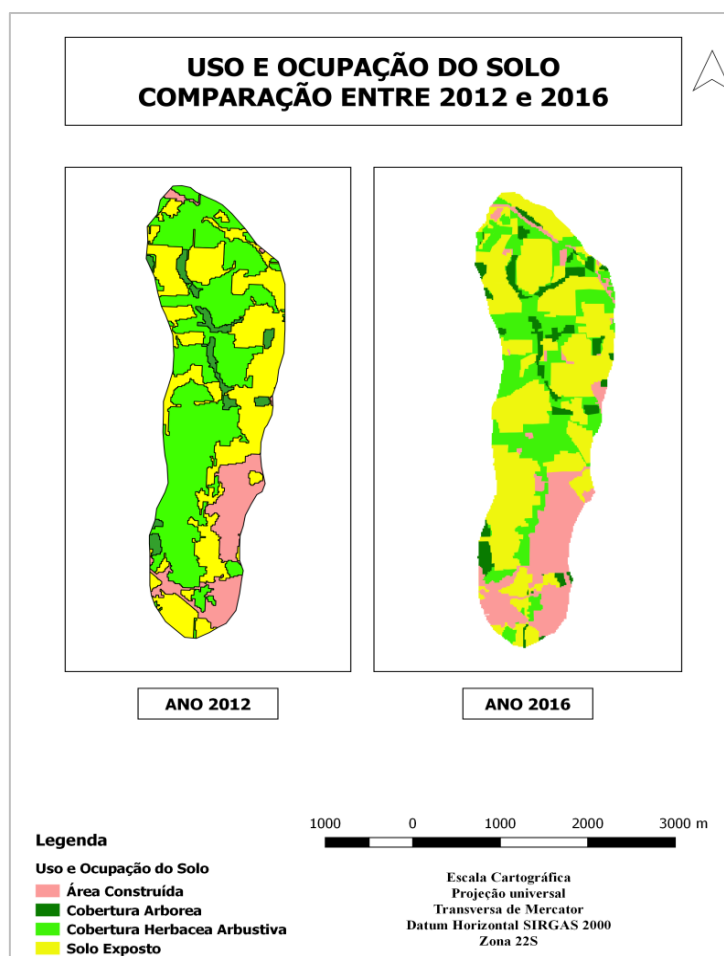 USO E OCUPAÇÃO DO SOLO
COMPARAÇÃO ENTRE 2012 e 2016
ANO 2012
ANO 2016
1000 0 1000 2000 3000 m
Legenda
Uso e Ocupação do Solo
Área Construída
Cobertura Arborea
Cobertura Herbacea Arbustiva
Solo Exposto
Escala Cartográfica
Projeção universal
Transversa de Mercator
Datum Horizontal SIRGAS 2000
Zona 22S